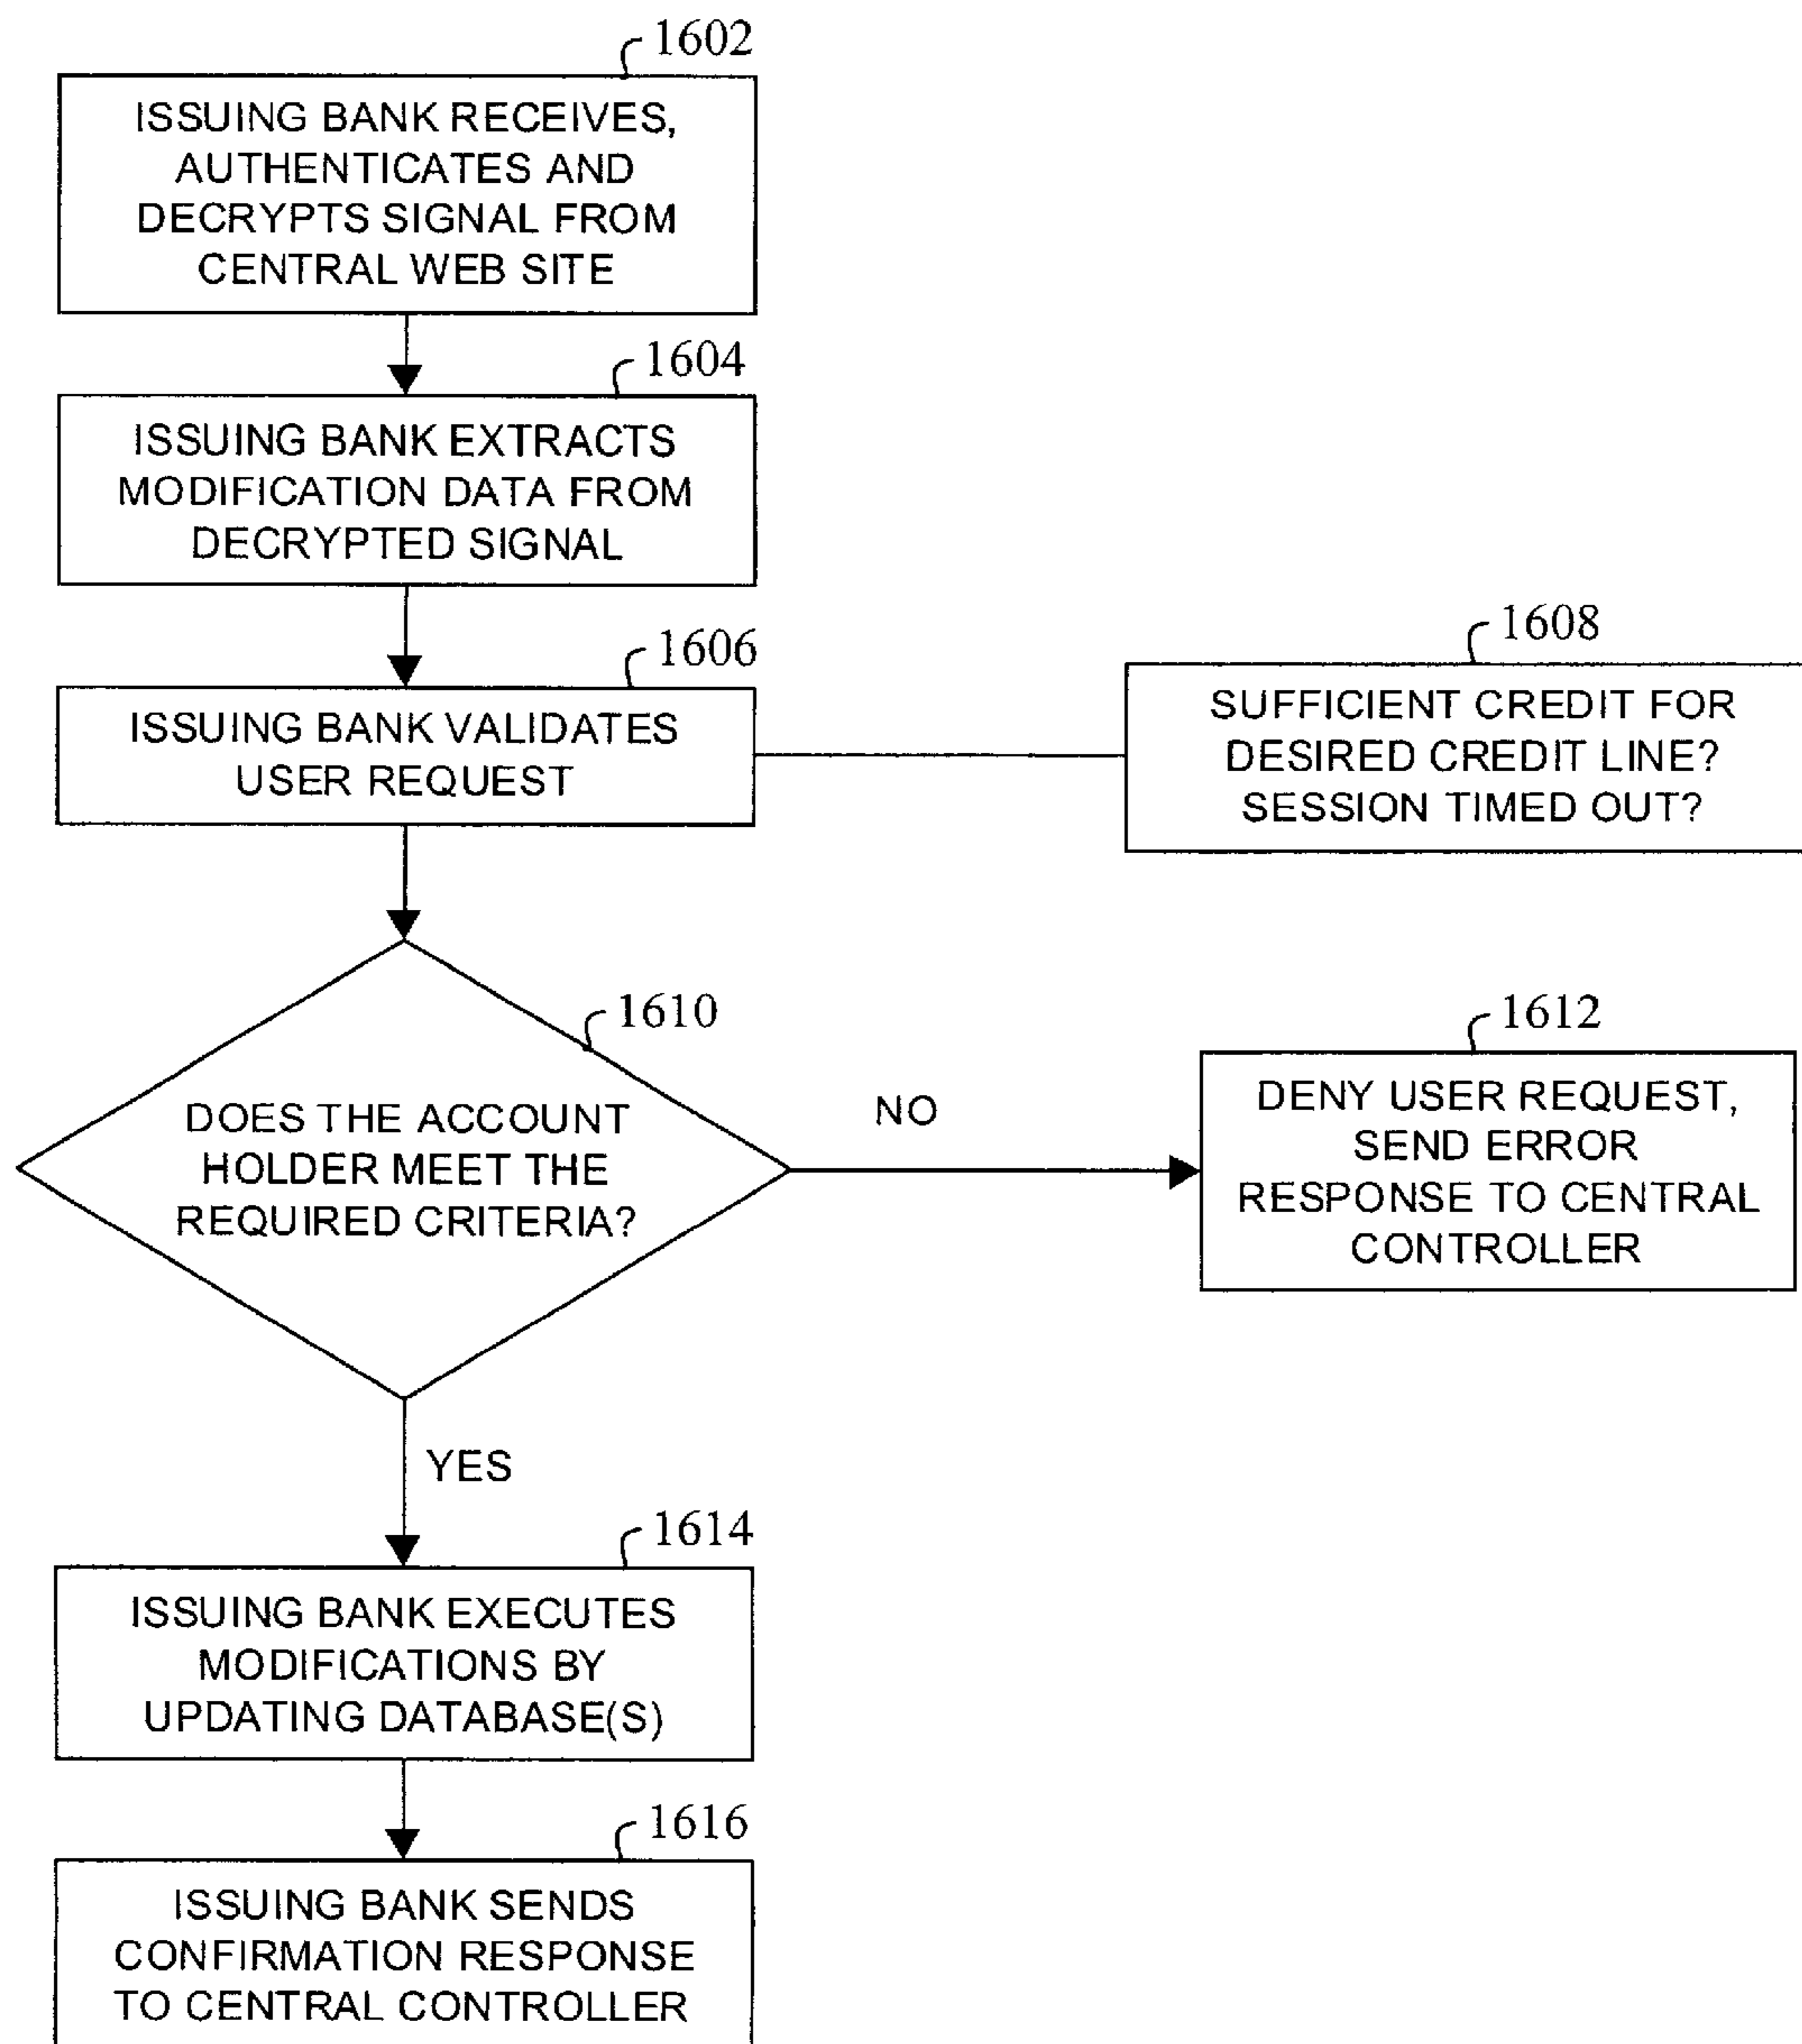 1602
ISSUING BANK RECEIVES,
AUTHENTICATES AND
DECRYPTS SIGNAL FROM
CENTRAL WEB SITE
1604
ISSUING BANK EXTRACTS
MODIFICATION DATA FROM
DECRYPTED SIGNAL
1606
ISSUING BANK VALIDATES
USER REQUEST
1608
SUFFICIENT CREDIT FOR
DESIRED CREDIT LINE?
SESSION TIMED OUT?
1610
DOES THE ACCOUNT
HOLDER MEET THE
REQUIRED CRITERIA?
NO
1612
DENY USER REQUEST,
SEND ERROR
RESPONSE TO CENTRAL
CONTROLLER
YES
1614
ISSUING BANK EXECUTES
MODIFICATIONS BY
UPDATING DATABASE(S)
1616
ISSUING BANK SENDS
CONFIRMATION RESPONSE
TO CENTRAL CONTROLLER